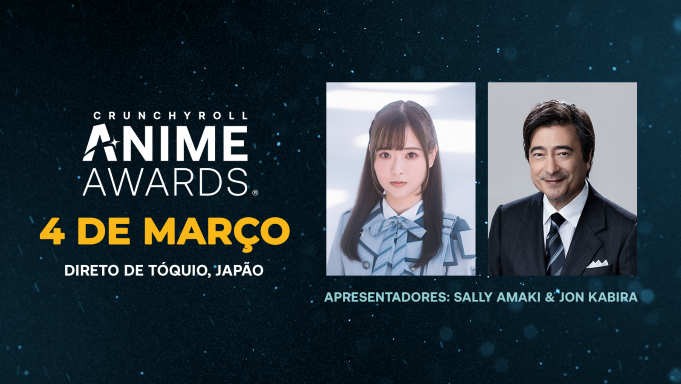 CRUNCHYROLL
ANIME
AWARDS®
4 DE MARÇO
DIRETO DE TÓQUIO, JAPÃO
APRESENTADORES: SALLY AMAKI & JON KABIRA